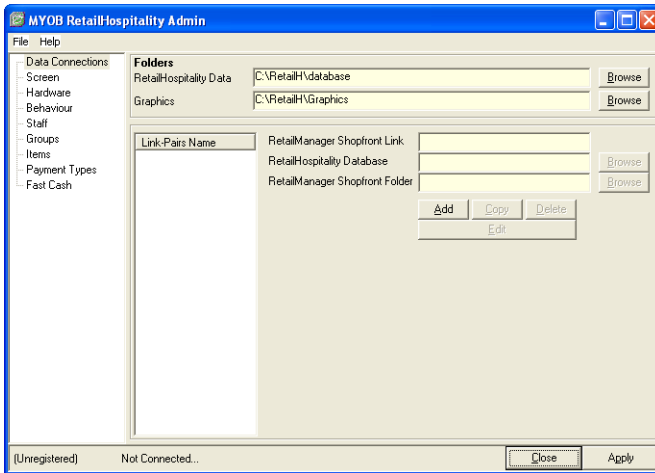 MYOB RetailHospitality Admin
File Help
Data Connections
Screen
Hardware
Behaviour
Staff
Groups
Items
Payment Types
Fast Cash
Folders
RetailHospitality Data C:\RetailH\database Browse
Graphics C:\RetailH\Graphics Browse
Link-Pairs Name
RetailManager Shopfront Link
RetailHospitality Database Browse
RetailManager Shopfront Folder Browse
Add Copy Delete
Edit
(Unregistered) Not Connected... Close Apply